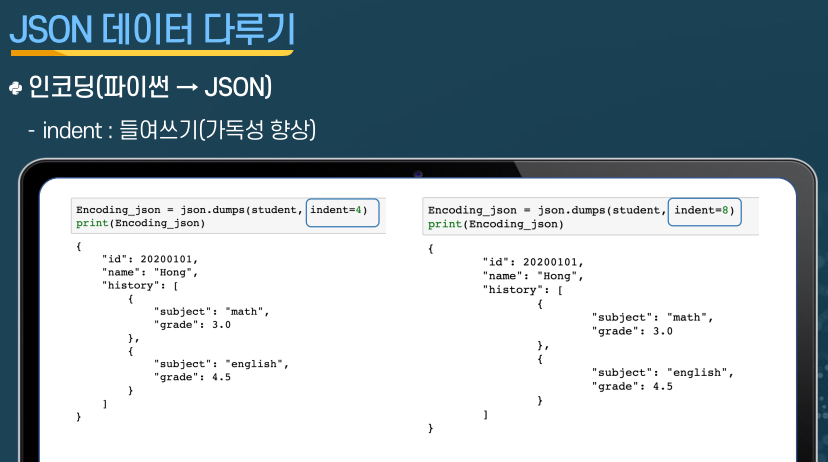 JSON 데이터 다루기
인코딩(파이썬 → JSON)
- indent : 들여쓰기(가독성 향상)
Encoding_json = json.dumps(student, indent=4)
print(Encoding_json)
{
    "id": 20200101,
    "name": "Hong",
    "history": [
        {
            "subject": "math",
            "grade": 3.0
        },
        {
            "subject": "english",
            "grade": 4.5
        }
    ]
}
Encoding_json = json.dumps(student, indent=8)
print(Encoding_json)
{
        "id": 20200101,
        "name": "Hong",
        "history": [
                {
                        "subject": "math",
                        "grade": 3.0
                },
                {
                        "subject": "english",
                        "grade": 4.5
                }
        ]
}